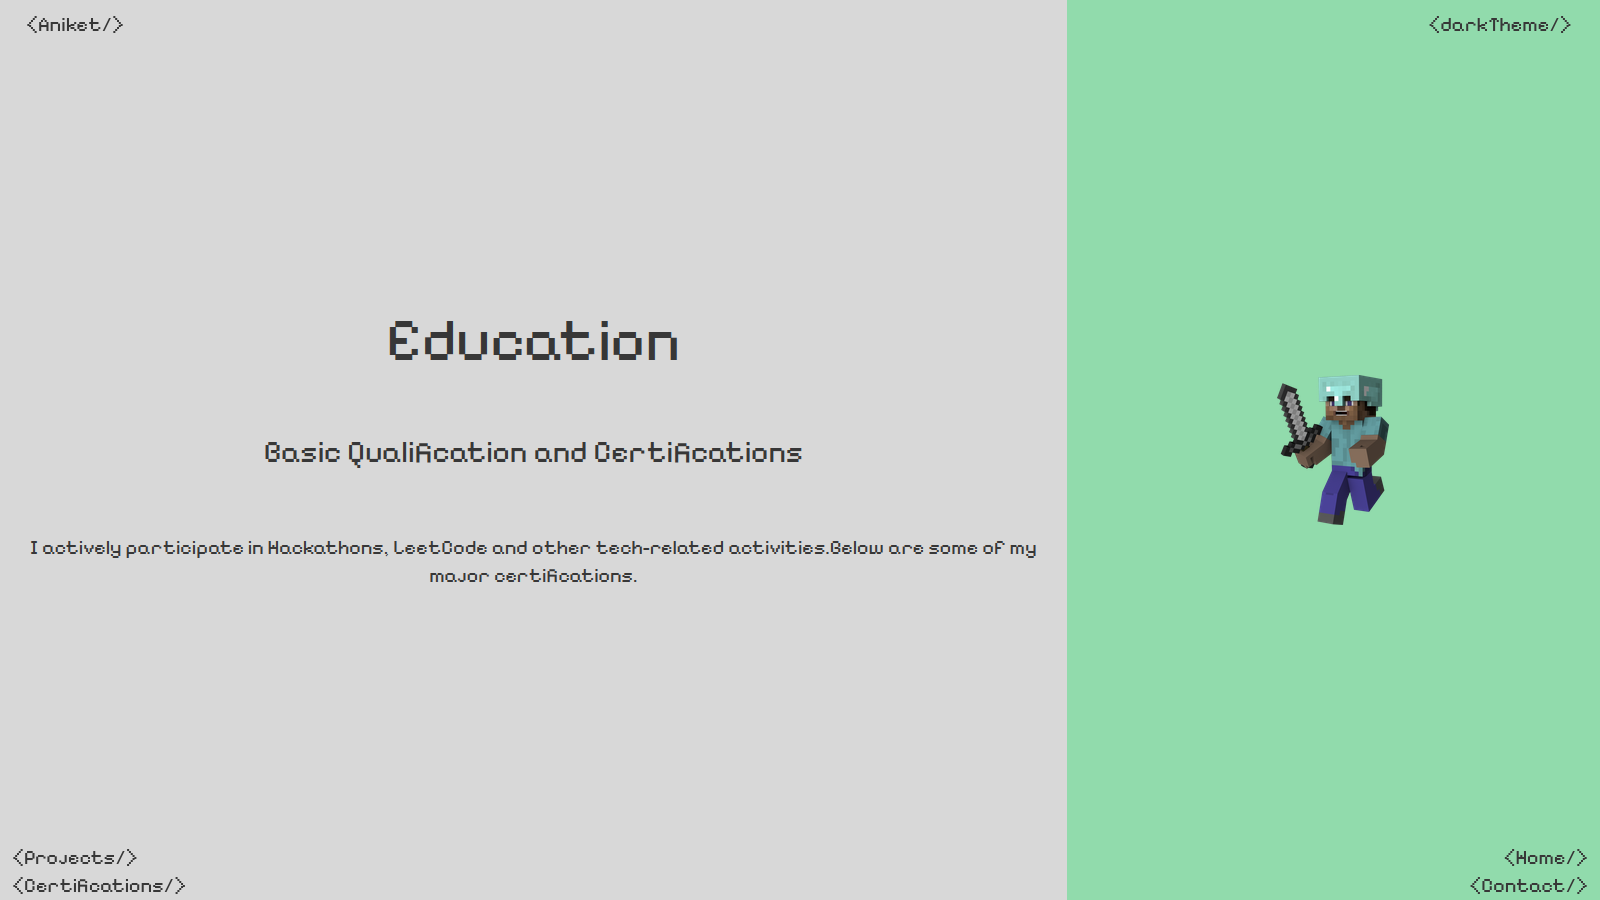 <Aniket/>
<darkTheme/>
Education
Basic Qualification and Certifications
I actively participate in Hackathons, LeetCode and other tech-related activities.Below are some of my
major certifications.
<Projects/>
<Home/>
<Certifications/>
<Contact/>